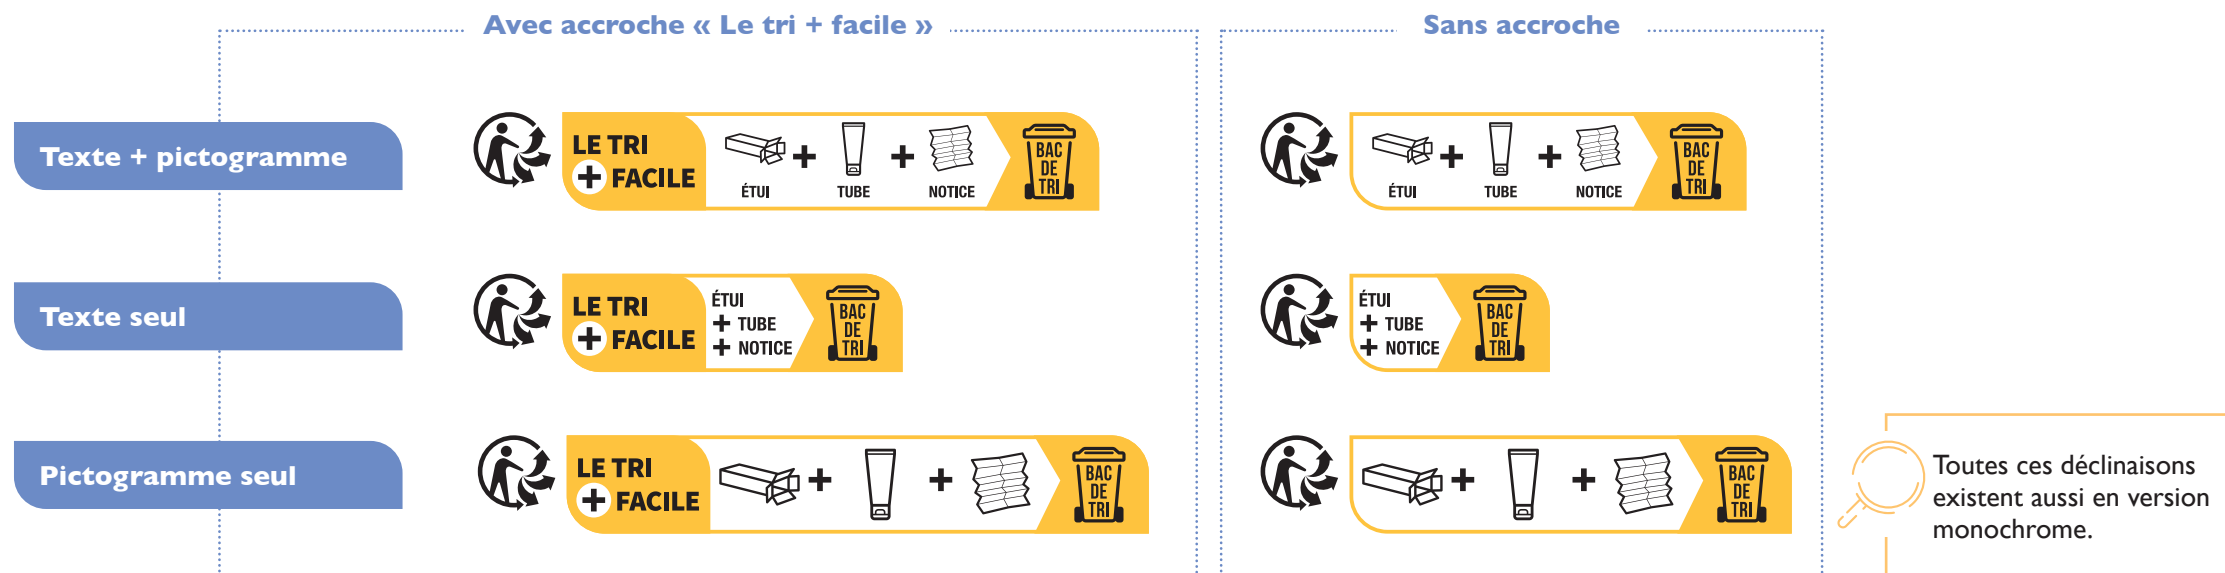 Avec accroche « Le tri + facile »
Sans accroche
Texte + pictogramme
LE TRI
+ FACILE
ÉTUI
+
TUBE
+
NOTICE
BAC
DE
TRI
ÉTUI
+
TUBE
+
NOTICE
BAC
DE
TRI
Texte seul
LE TRI
+ FACILE
ÉTUI
+ TUBE
+ NOTICE
BAC
DE
TRI
ÉTUI
+ TUBE
+ NOTICE
BAC
DE
TRI
Pictogramme seul
LE TRI
+ FACILE
+
+
BAC
DE
TRI
+
+
BAC
DE
TRI
Toutes ces déclinaisons
existent aussi en version
monochrome.